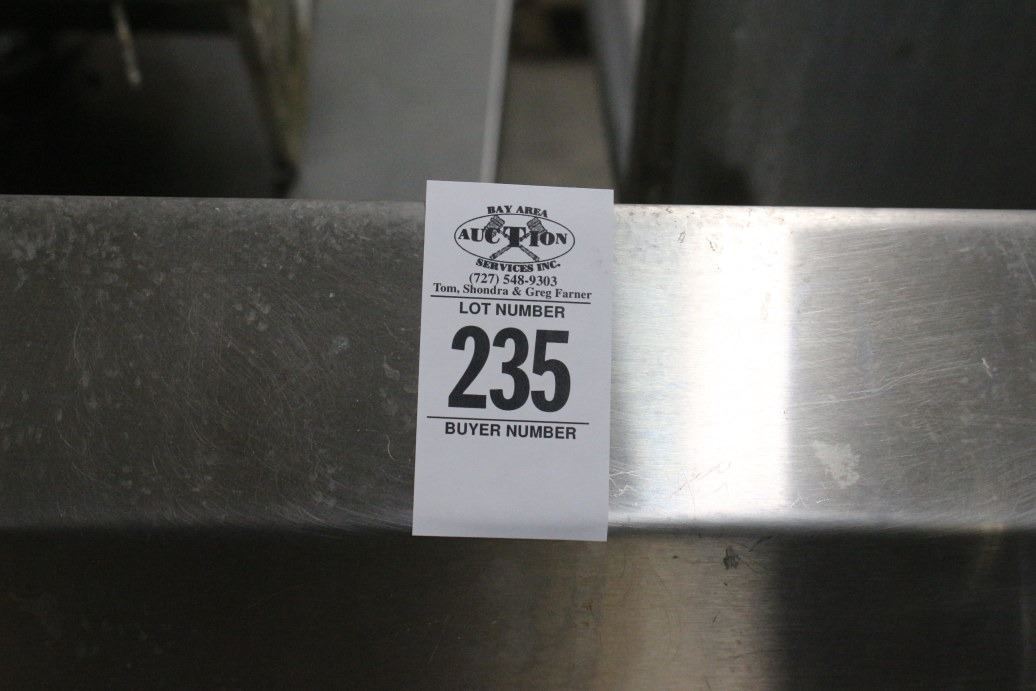 BAY AREA
AUCTION
SERVICES INC.
(727) 548-9303
Tom, Shondra & Greg Farner
LOT NUMBER
235
BUYER NUMBER